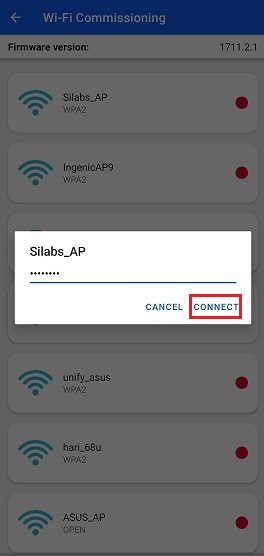 Wi-Fi Commissioning
Firmware version: 1711.2.1
Silabs_AP
WPA2
IngenicAP9
WPA2
Silabs_AP
••••••••
CANCEL CONNECT
unify_asus
WPA2
hari_68u
WPA2
ASUS_AP
OPEN